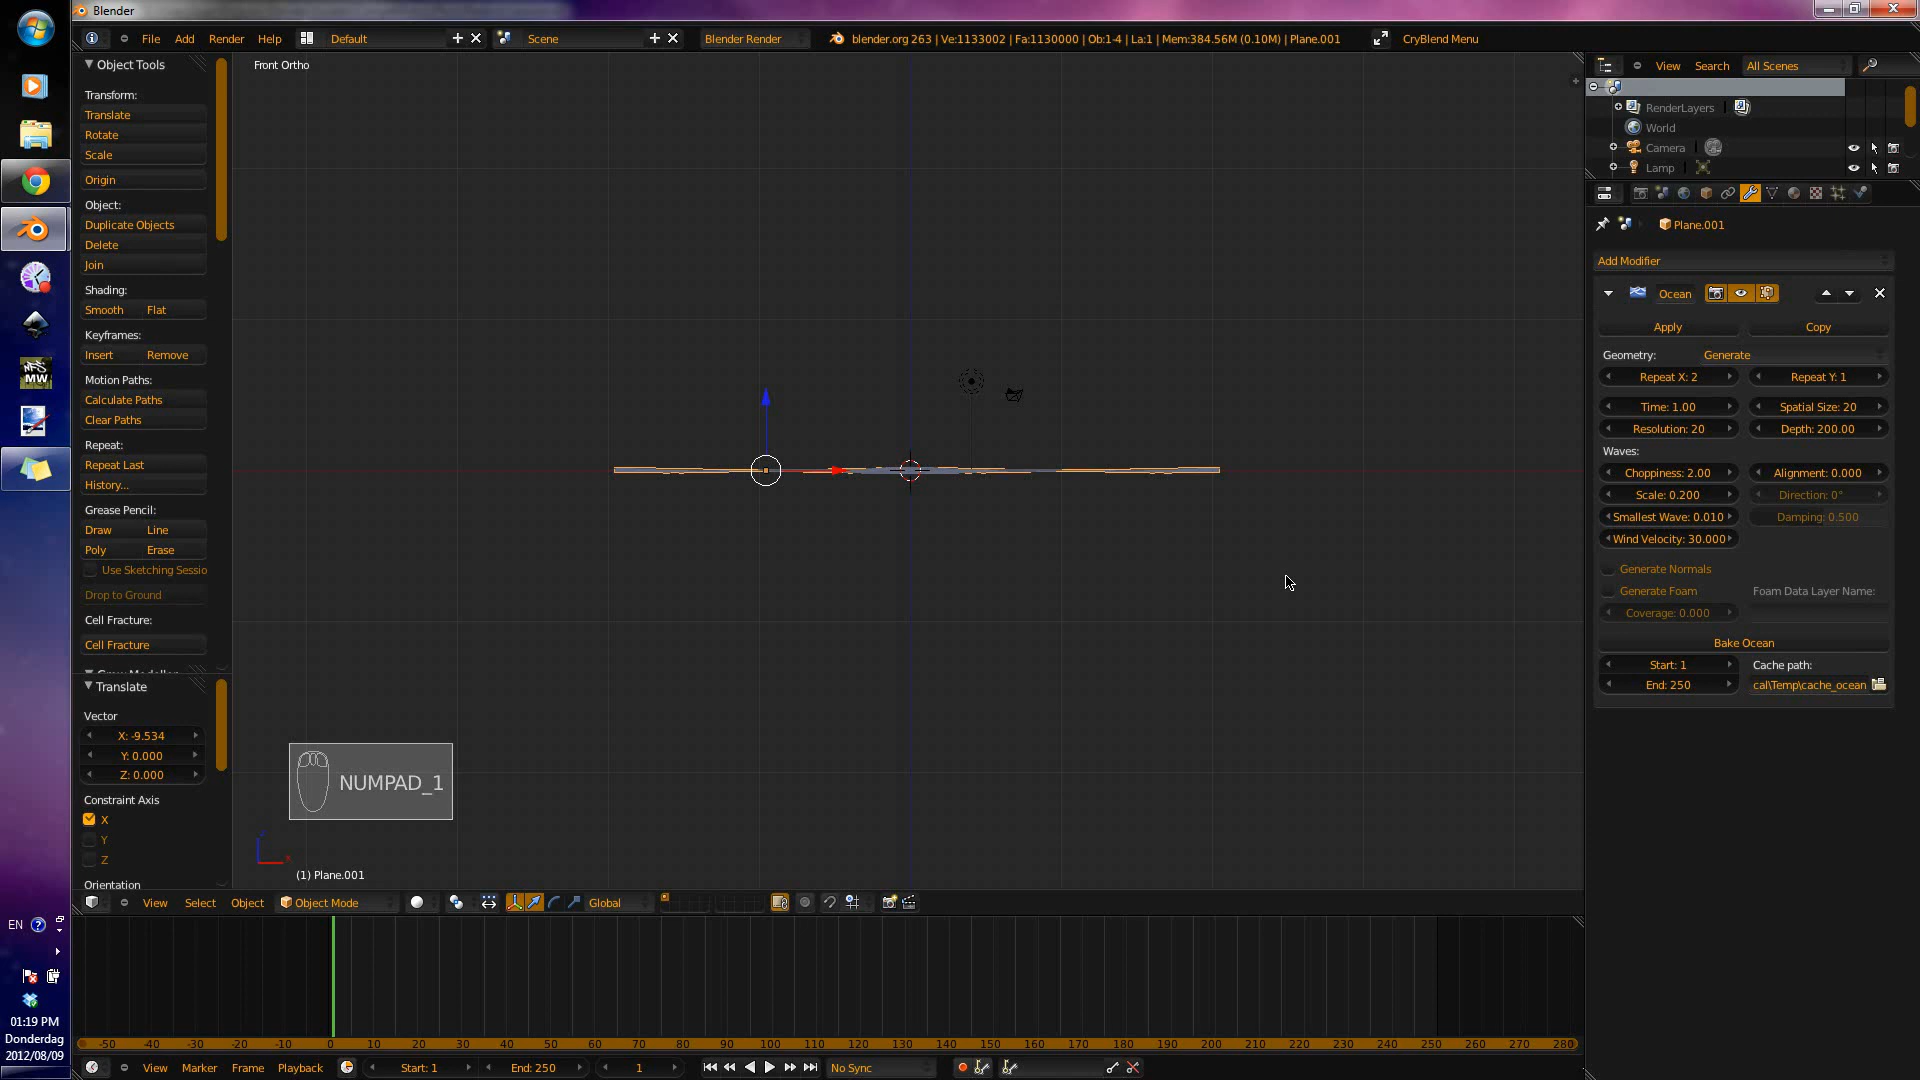 Blender
File Add Render Help Default Scene Blender Render blender.org 263 | Ve:1133002 | Fa:1130000 | Ob:1-4 | La:1 | Mem:384.56M (0.10M) | Plane.001 CryBlend Menu
Object Tools
Transform:
Translate
Rotate
Scale
Origin
Object:
Duplicate Objects
Delete
Join
Shading:
Smooth Flat
Keyframes:
Insert Remove
Motion Paths:
Calculate Paths
Clear Paths
Repeat:
Repeat Last
History...
Grease Pencil:
Draw Line
Poly Erase
Use Sketching Sessio
Drop to Ground
Cell Fracture:
Cell Fracture
Translate
Vector
X: -9.534
Y: 0.000
Z: 0.000
Constraint Axis
X
Y
Z
Orientation
Front Ortho
NUMPAD_1
(1) Plane.001
View Select Object Object Mode Global
View Search All Scenes
RenderLayers |
World
Camera |
Lamp |
Plane.001
Add Modifier
Ocean
Apply Copy
Geometry: Generate
Repeat X: 2 Repeat Y: 1
Time: 1.00 Spatial Size: 20
Resolution: 20 Depth: 200.00
Waves:
Choppiness: 2.00 Alignment: 0.000
Scale: 0.200 Direction: 0°
Smallest Wave: 0.010 Damping: 0.500
Wind Velocity: 30.000
Generate Normals
Generate Foam Foam Data Layer Name:
Coverage: 0.000
Bake Ocean
Start: 1 Cache path:
End: 250 cal\Temp\cache_ocean
-50 -40 -30 -20 -10 0 10 20 30 40 50 60 70 80 90 100 110 120 130 140 150 160 170 180 190 200 210 220 230 240 250 260 270 280
View Marker Frame Playback Start: 1 End: 250 1 No Sync
NFS
MW
EN
01:19 PM
Donderdag
2012/08/09